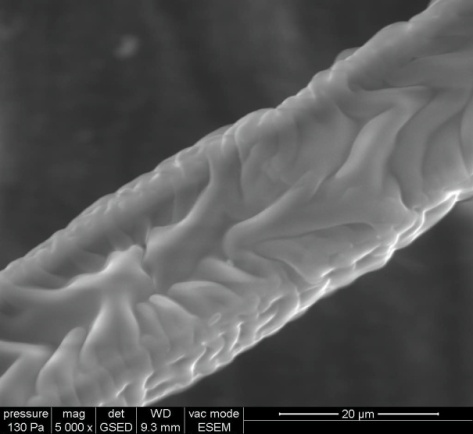 pressure mag det WD vac mode
130 Pa 5 000 x GSED 9.3 mm ESEM 20 µm